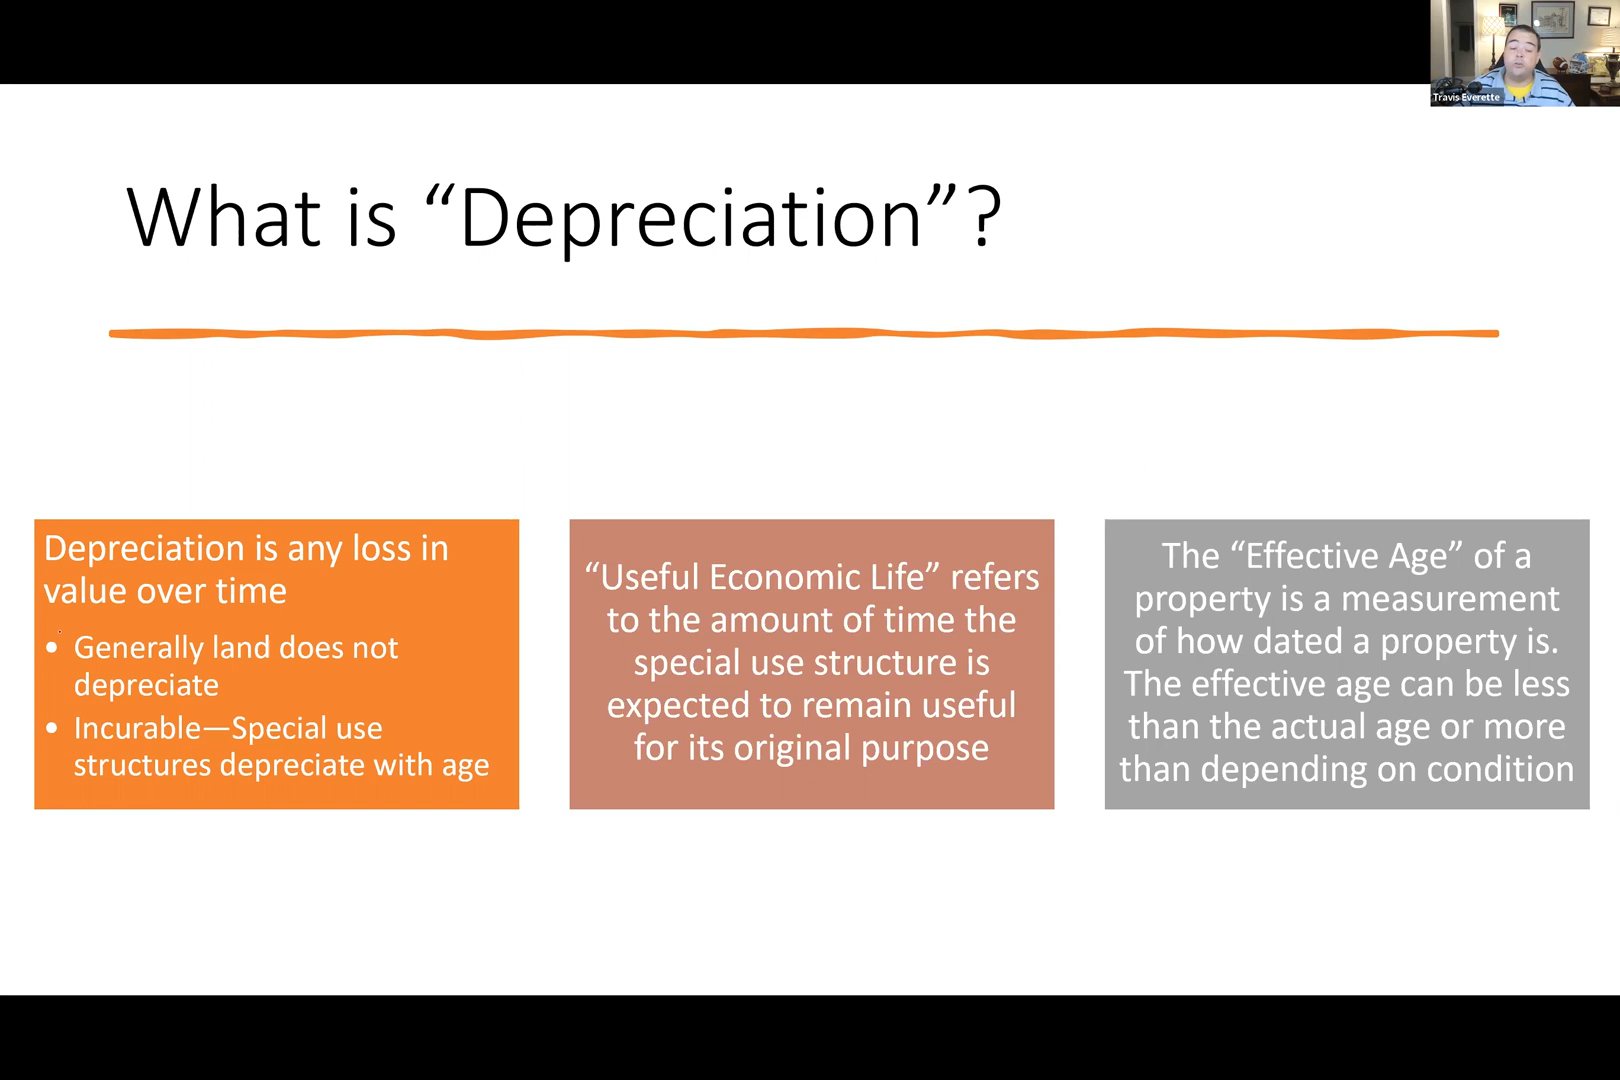 Travis Everette
What is “Depreciation”?
Depreciation is any loss in
value over time
• Generally land does not
depreciate
• Incurable—Special use
structures depreciate with age
“Useful Economic Life” refers
to the amount of time the
special use structure is
expected to remain useful
for its original purpose
The “Effective Age” of a
property is a measurement
of how dated a property is.
The effective age can be less
than the actual age or more
than depending on condition